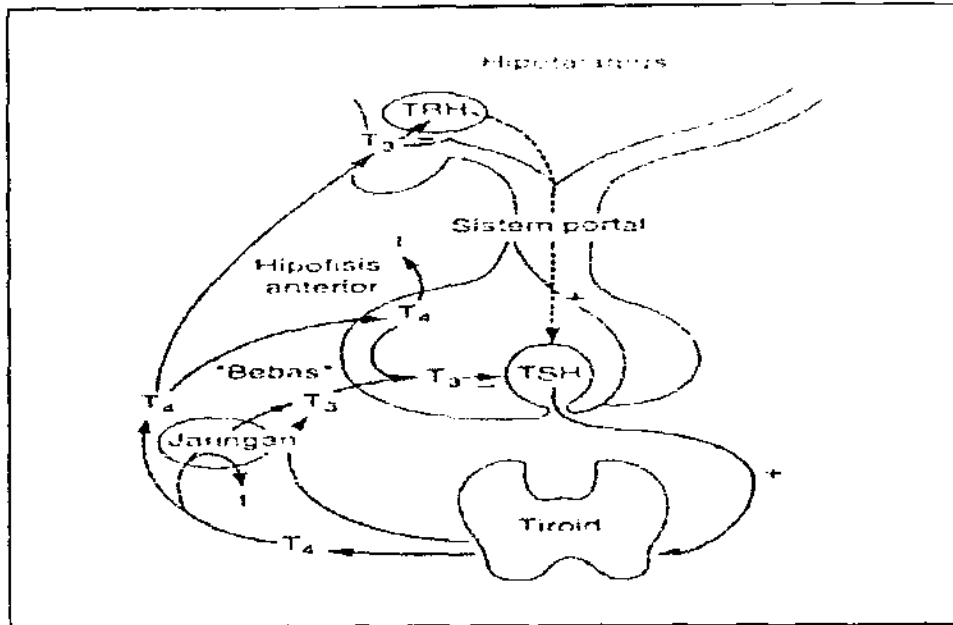 Hipotalamus
TRH
T3 –
Sistem portal
I
Hipofisis
anterior
+
T4
"Bebas"
T3 –
TSH
T4
T3
Jaringan
I
+
Tiroid
T4